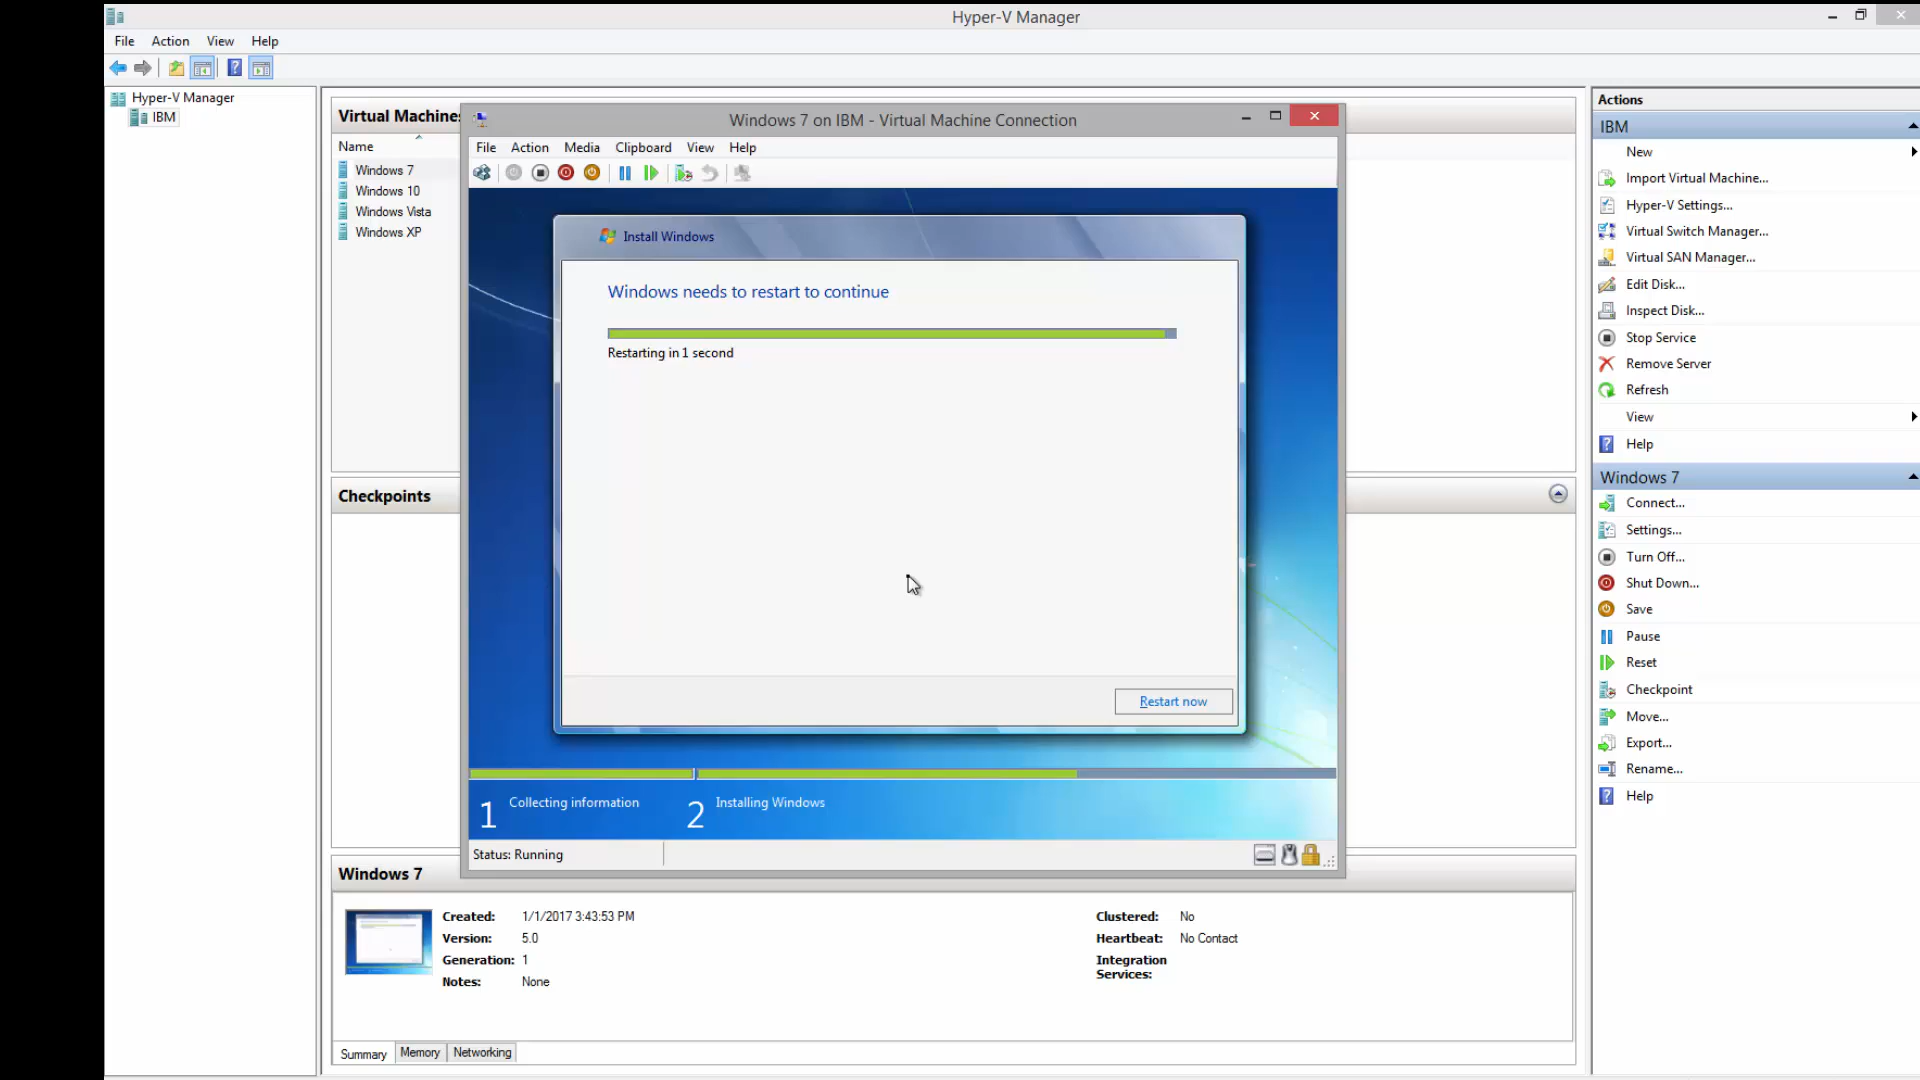 Hyper-V Manager
File Action View Help
Hyper-V Manager
IBM
Virtual Machines
Name
Windows 7
Windows 10
Windows Vista
Windows XP
Windows 7 on IBM - Virtual Machine Connection
File Action Media Clipboard View Help
Install Windows
Windows needs to restart to continue
Restarting in 1 second
Restart now
1 Collecting information
2 Installing Windows
Status: Running
Checkpoints
Windows 7
Created: 1/1/2017 3:43:53 PM
Version: 5.0
Generation: 1
Notes: None
Clustered: No
Heartbeat: No Contact
Integration
Services:
Summary Memory Networking
Actions
IBM
New
Import Virtual Machine...
Hyper-V Settings...
Virtual Switch Manager...
Virtual SAN Manager...
Edit Disk...
Inspect Disk...
Stop Service
Remove Server
Refresh
View
Help
Windows 7
Connect...
Settings...
Turn Off...
Shut Down...
Save
Pause
Reset
Checkpoint
Move...
Export...
Rename...
Help